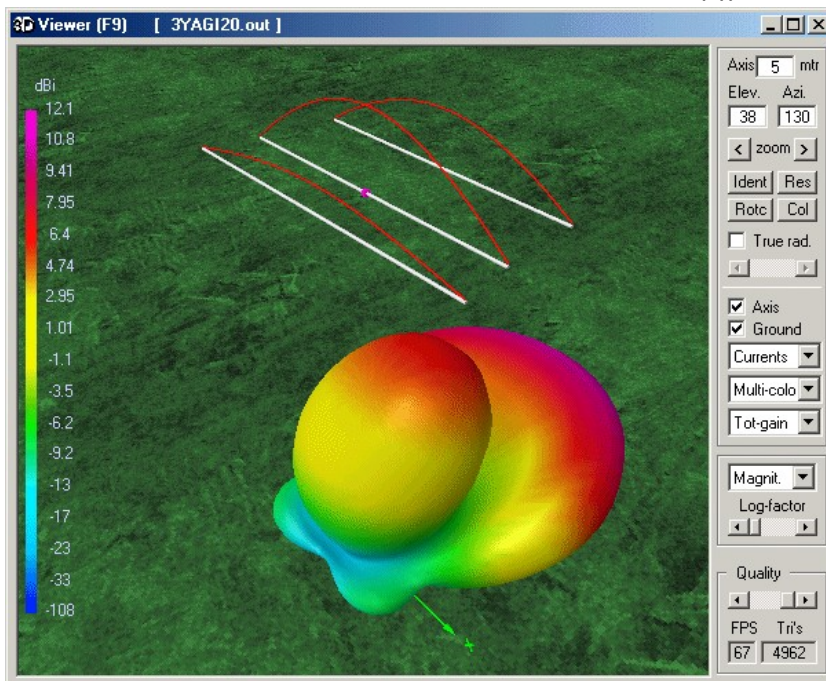 3D Viewer (F9) [ 3YAGI20.out ]
dBi
12.1
10.8
9.41
7.95
6.4
4.74
2.95
1.01
-1.1
-3.5
-6.2
-9.2
-13
-17
-23
-33
-108
x
Axis 5 mtr
Elev. Azi.
38 130
< zoom >
Ident Res
Rotc Col
True rad.
Axis
Ground
Currents
Multi-colo
Tot-gain
Magnit.
Log-factor
Quality
FPS Tri's
67 4962